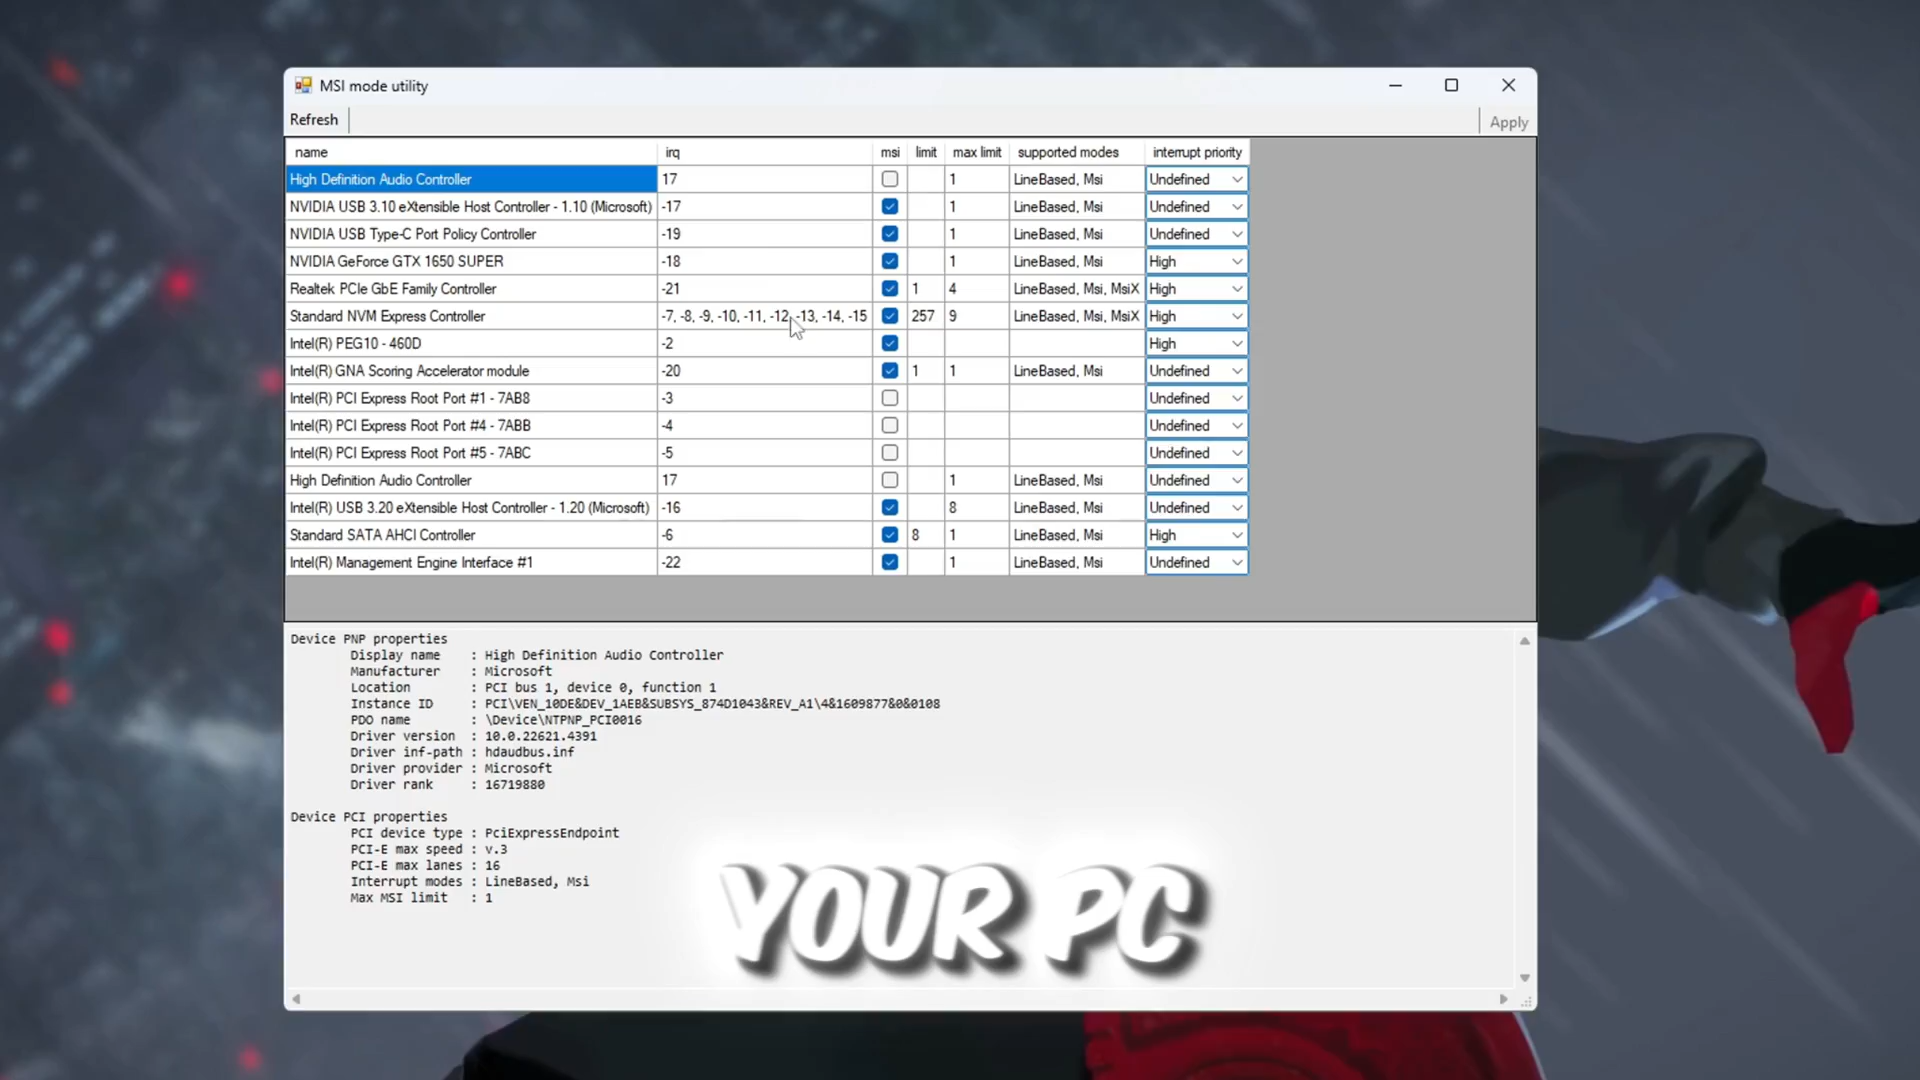 MSI mode utility
Refresh
Apply
name irq msi limit max limit supported modes interrupt priority
High Definition Audio Controller 17 1 LineBased, Msi Undefined
NVIDIA USB 3.10 eXtensible Host Controller - 1.10 (Microsoft) -17 1 LineBased, Msi Undefined
NVIDIA USB Type-C Port Policy Controller -19 1 LineBased, Msi Undefined
NVIDIA GeForce GTX 1650 SUPER -18 1 LineBased, Msi High
Realtek PCIe GbE Family Controller -21 1 4 LineBased, Msi, MsiX High
Standard NVM Express Controller -7, -8, -9, -10, -11, -12, -13, -14, -15 257 9 LineBased, Msi, MsiX High
Intel(R) PEG10 - 460D -2 High
Intel(R) GNA Scoring Accelerator module -20 1 1 LineBased, Msi Undefined
Intel(R) PCI Express Root Port #1 - 7AB8 -3 Undefined
Intel(R) PCI Express Root Port #4 - 7ABB -4 Undefined
Intel(R) PCI Express Root Port #5 - 7ABC -5 Undefined
High Definition Audio Controller 17 1 LineBased, Msi Undefined
Intel(R) USB 3.20 eXtensible Host Controller - 1.20 (Microsoft) -16 8 LineBased, Msi Undefined
Standard SATA AHCI Controller -6 8 1 LineBased, Msi High
Intel(R) Management Engine Interface #1 -22 1 LineBased, Msi Undefined
Device PNP properties
Display name : High Definition Audio Controller
Manufacturer : Microsoft
Location : PCI bus 1, device 0, function 1
Instance ID : PCI\VEN_10DE&DEV_1AEB&SUBSYS_874D1043&REV_A1\4&1609877&0&0108
PDO name : \Device\NTPNP_PCI0016
Driver version : 10.0.22621.4391
Driver inf-path : hdaudbus.inf
Driver provider : Microsoft
Driver rank : 16719880
Device PCI properties
PCI device type : PciExpressEndpoint
PCI-E max speed : v.3
PCI-E max lanes : 16
Interrupt modes : LineBased, Msi
Max MSI limit : 1
YOUR PC